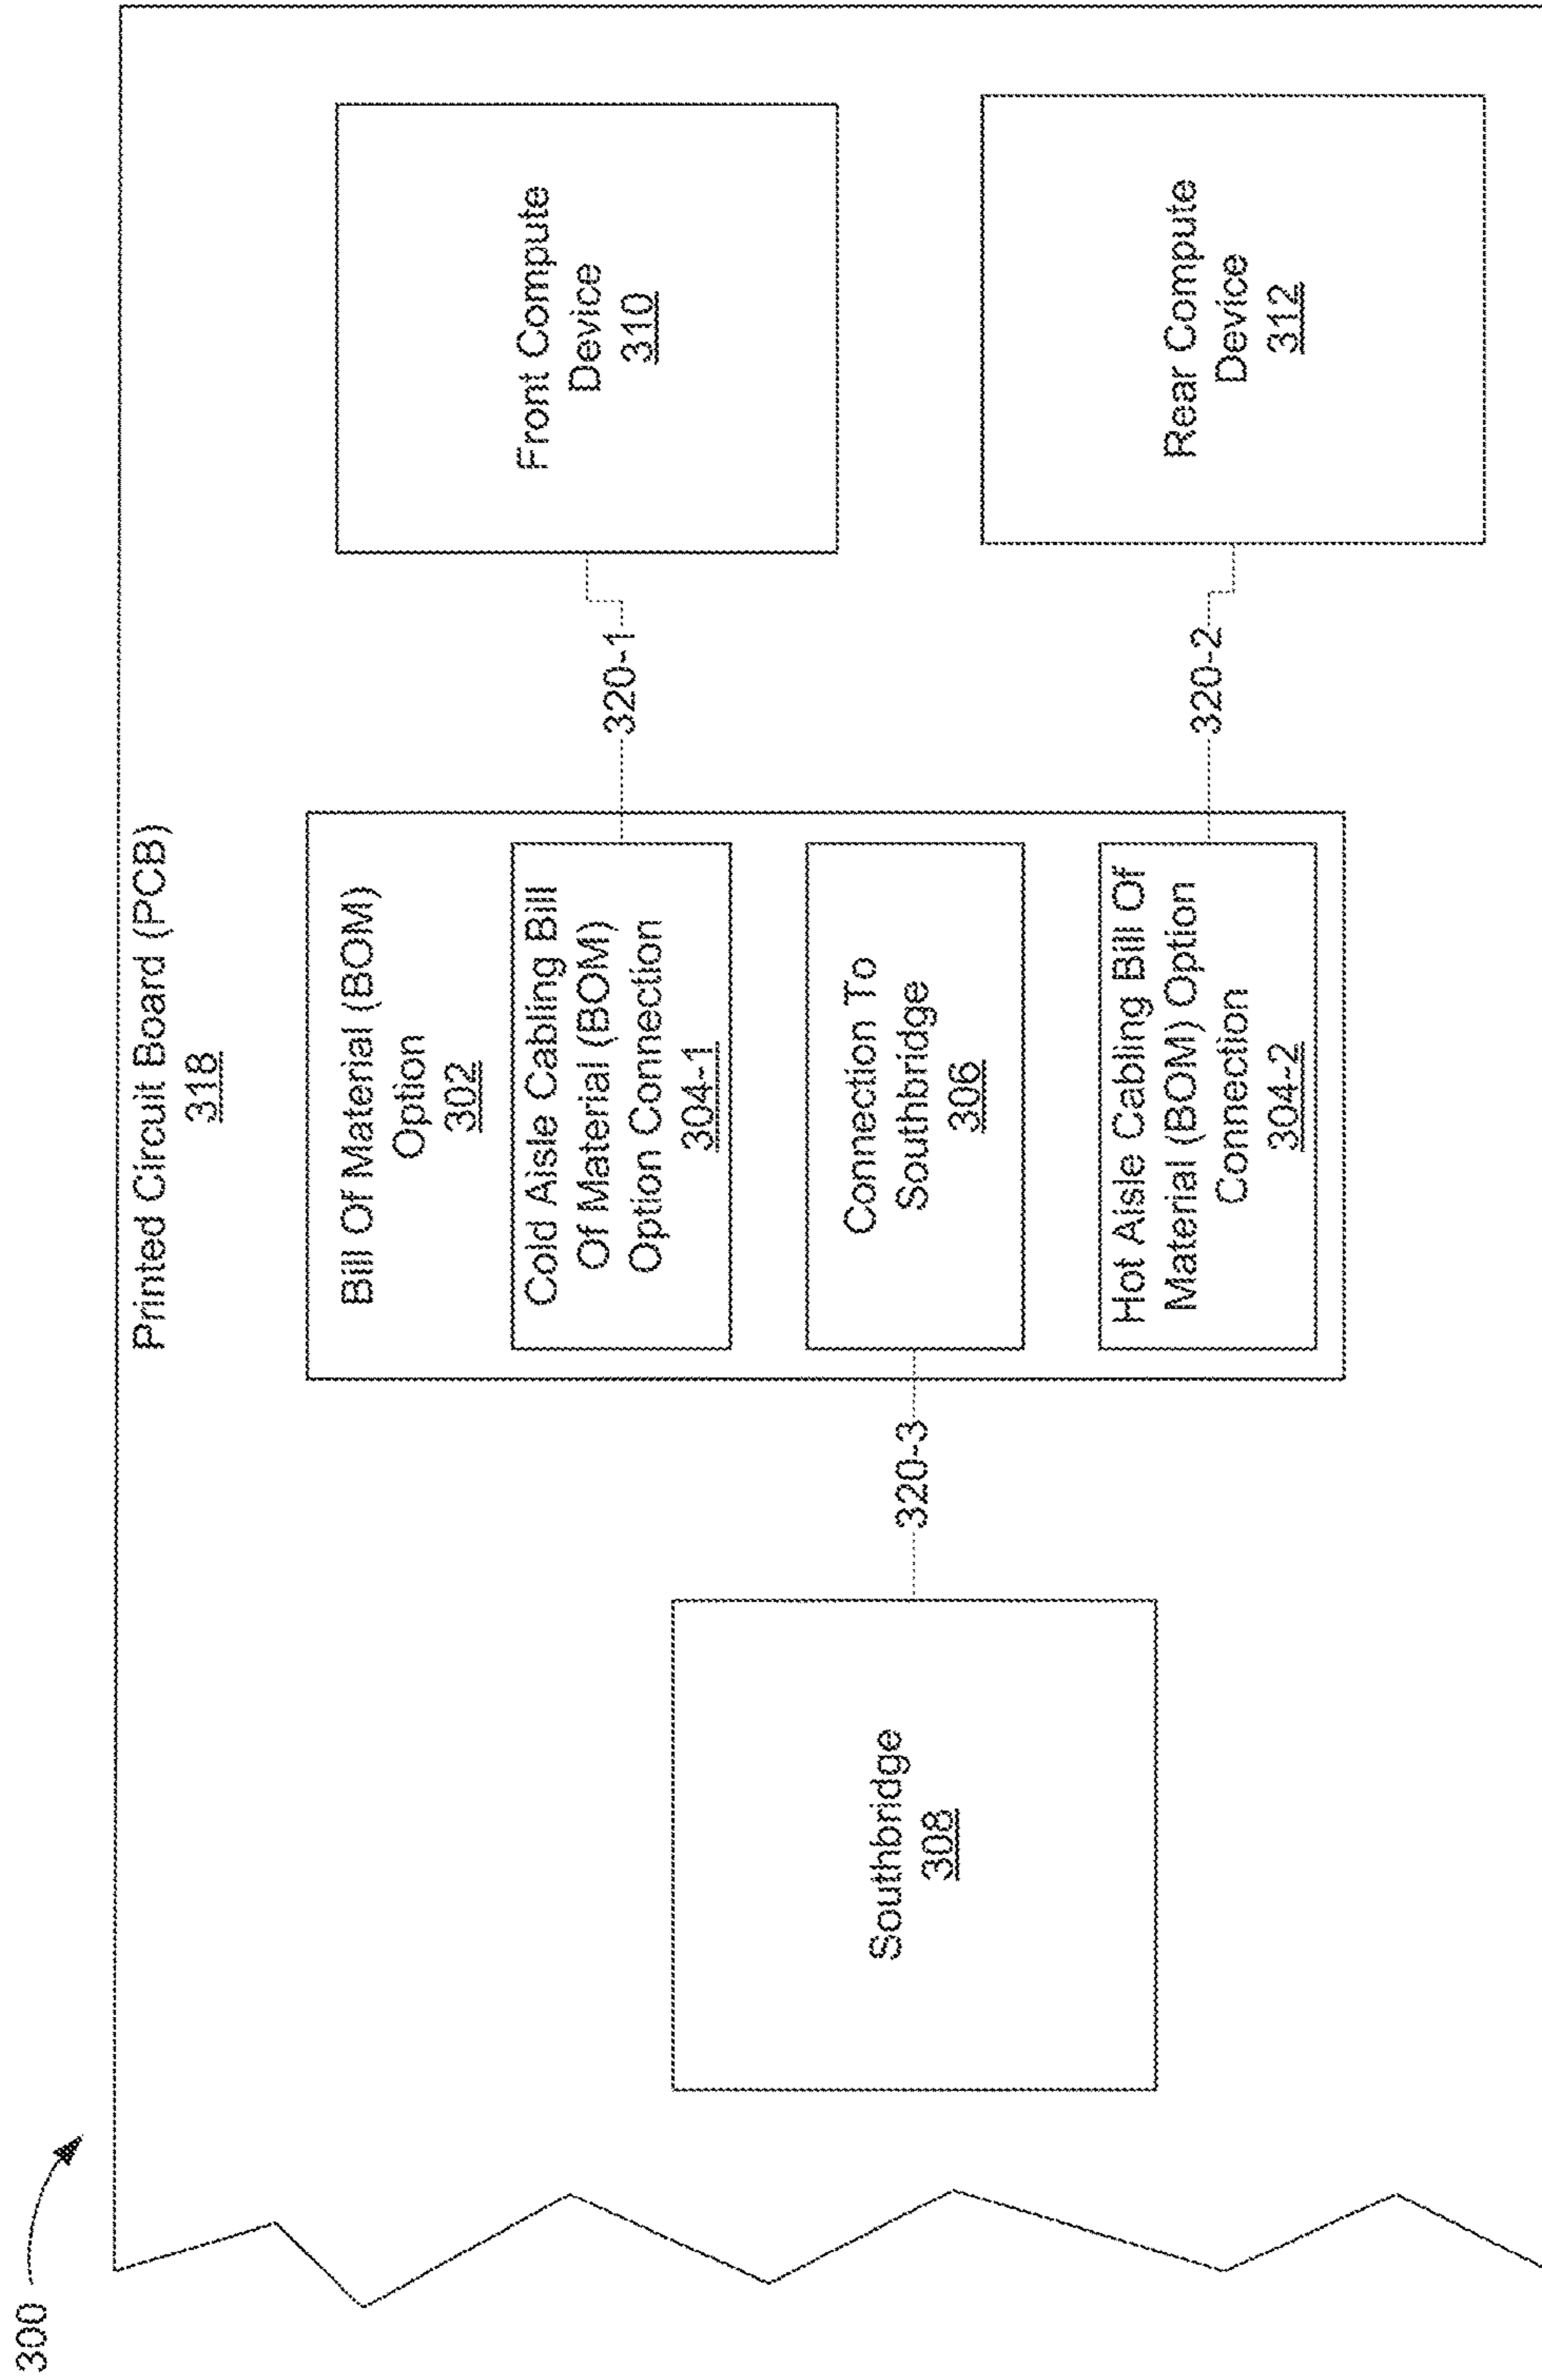 300
Printed Circuit Board (PCB)
318
Bill Of Material (BOM)
Option
302
Cold Aisle Cabling Bill
Of Material (BOM)
Option Connection
304-1
Connection To
Southbridge
306
Hot Aisle Cabling Bill Of
Material (BOM) Option
Connection
304-2
Southbridge
308
320-3
320-1
320-2
Front Compute
Device
310
Rear Compute
Device
312